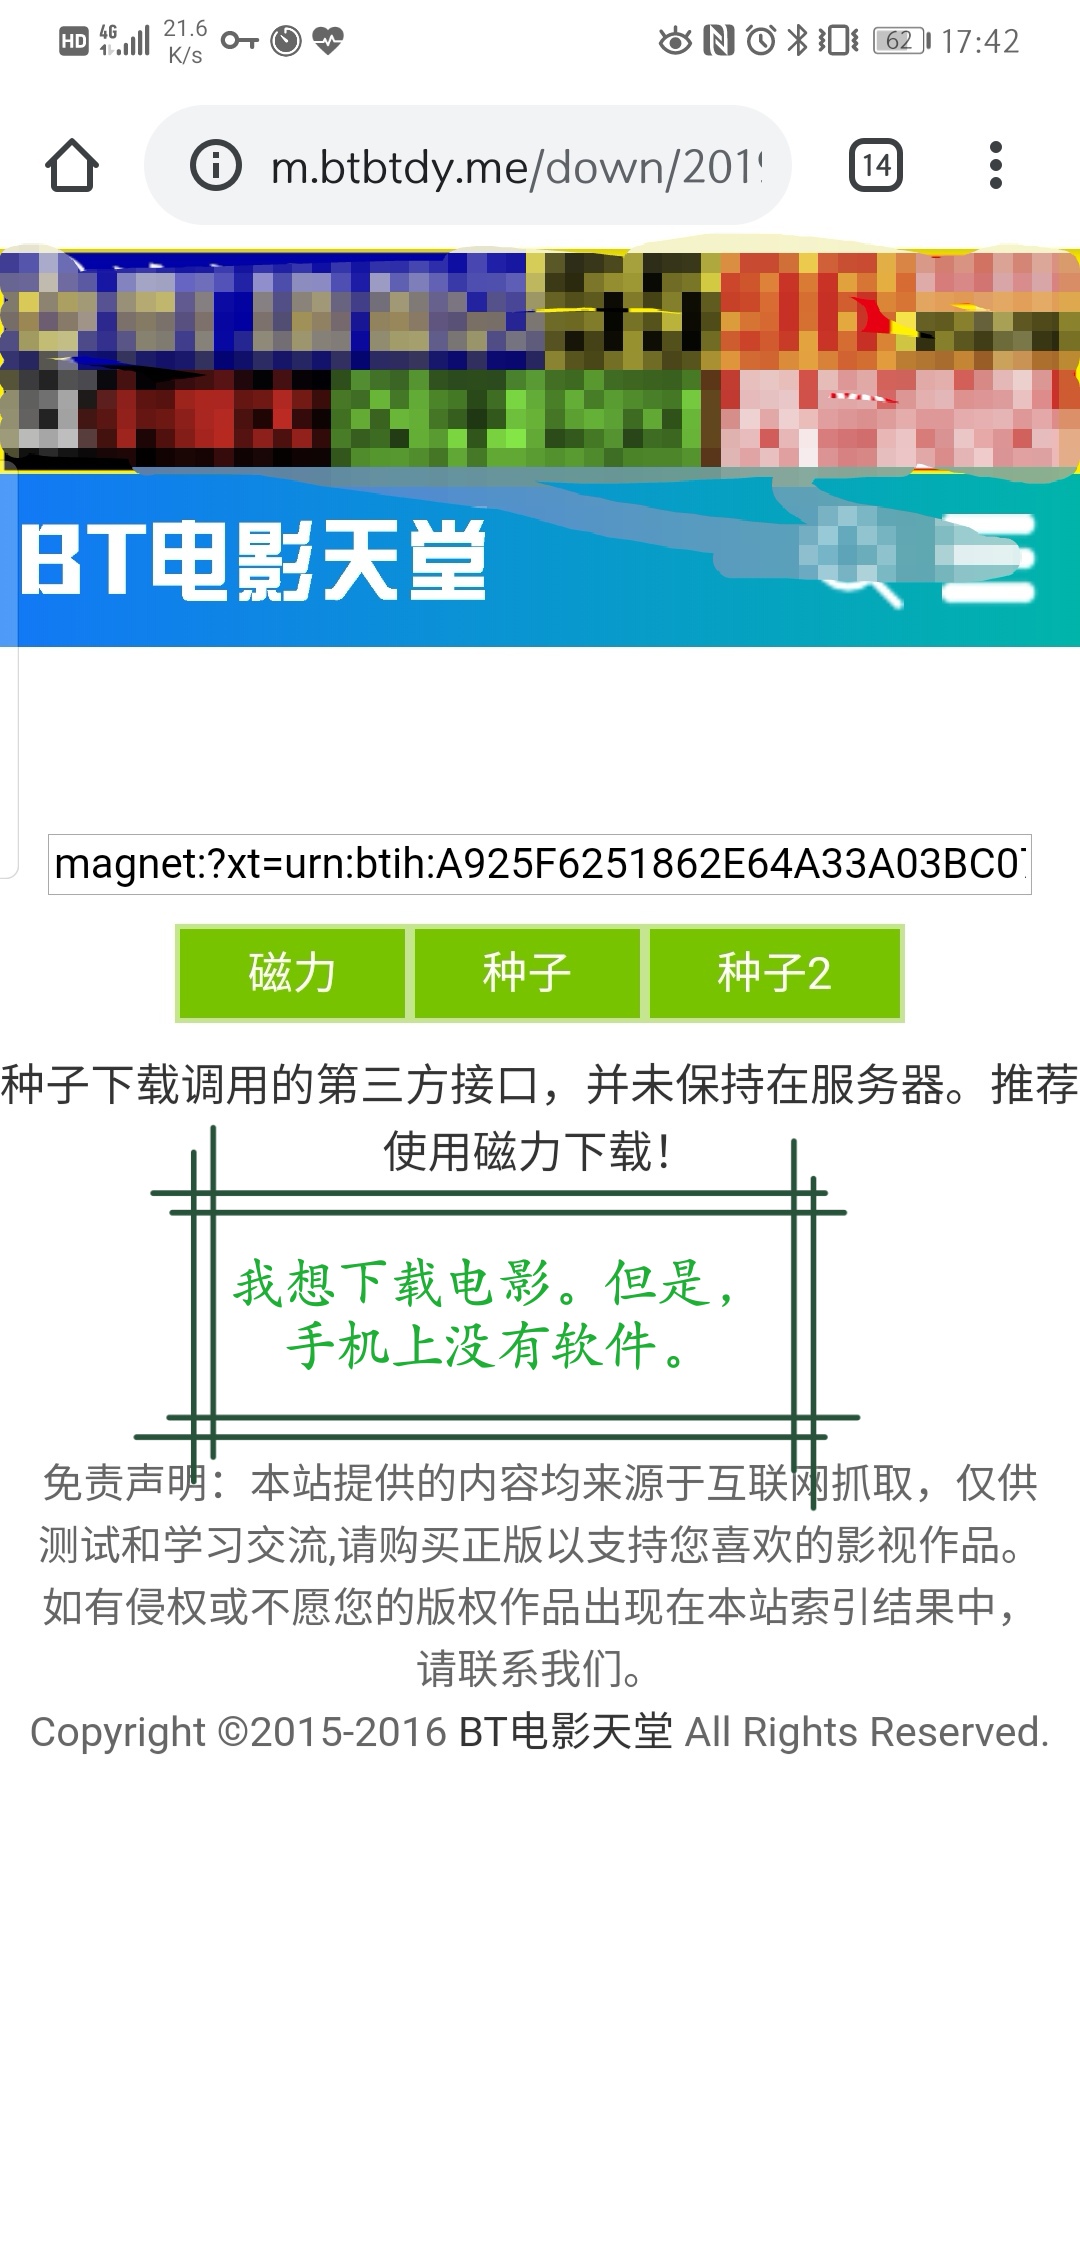 HD 4G 21.6 K/s 62 17:42
m.btbtdy.me/down/201
14
BT电影天堂
magnet:?xt=urn:btih:A925F6251862E64A33A03BC0
磁力 种子 种子2
种子下载调用的第三方接口，并未保持在服务器。推荐
使用磁力下载！
我想下载电影。但是，
手机上没有软件。
免责声明：本站提供的内容均来源于互联网抓取，仅供
测试和学习交流,请购买正版以支持您喜欢的影视作品。
如有侵权或不愿您的版权作品出现在本站索引结果中，
请联系我们。
Copyright ©2015-2016 BT电影天堂 All Rights Reserved.